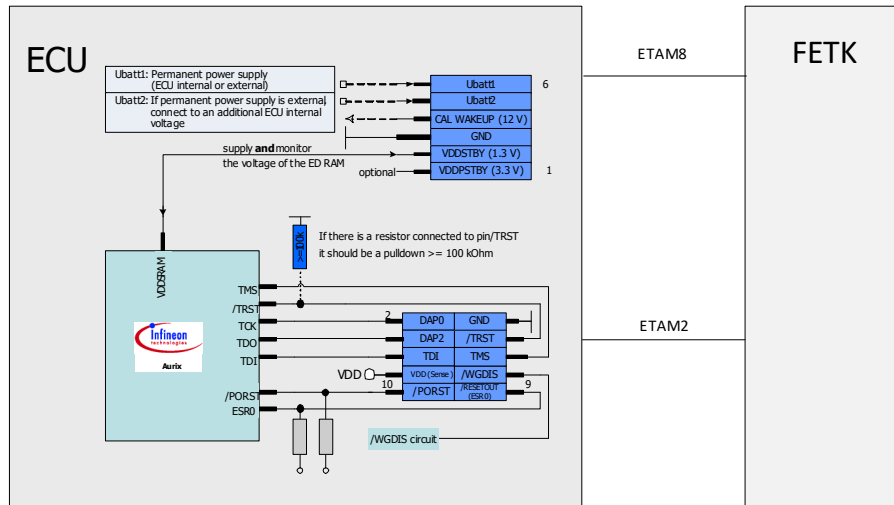 ECU
ETAM8
FETK
Ubatt1: Permanent power supply
(ECU internal or external)
Ubatt2: If permanent power supply is external,
connect to an additional ECU internal
voltage
Ubatt1
6
Ubatt2
CAL WAKEUP (12 V)
GND
VDDSTBY (1.3 V)
VDDPSTBY (3.3 V)
1
supply and monitor
the voltage of the ED RAM
optional
>=100k
If there is a resistor connected to pin/TRST
it should be a pulldown >= 100 kOhm
VDDSRAM
TMS
/TRST
TCK
TDO
TDI
/PORST
ESR0
Infineon
technologies
Aurix
2
DAP0
GND
DAP2
/TRST
TDI
TMS
VDD
VDD(Sense)
/WGDIS
10
/PORST
/RESETOUT
(ESR0)
9
/WGDIS circuit
ETAM2